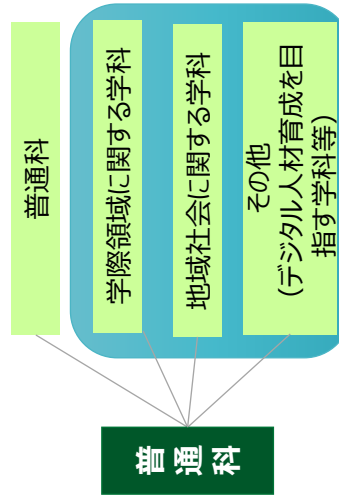 普通科
普通科
学際領域に関する学科
地域社会に関する学科
その他
(デジタル人材育成を目
指す学科等)